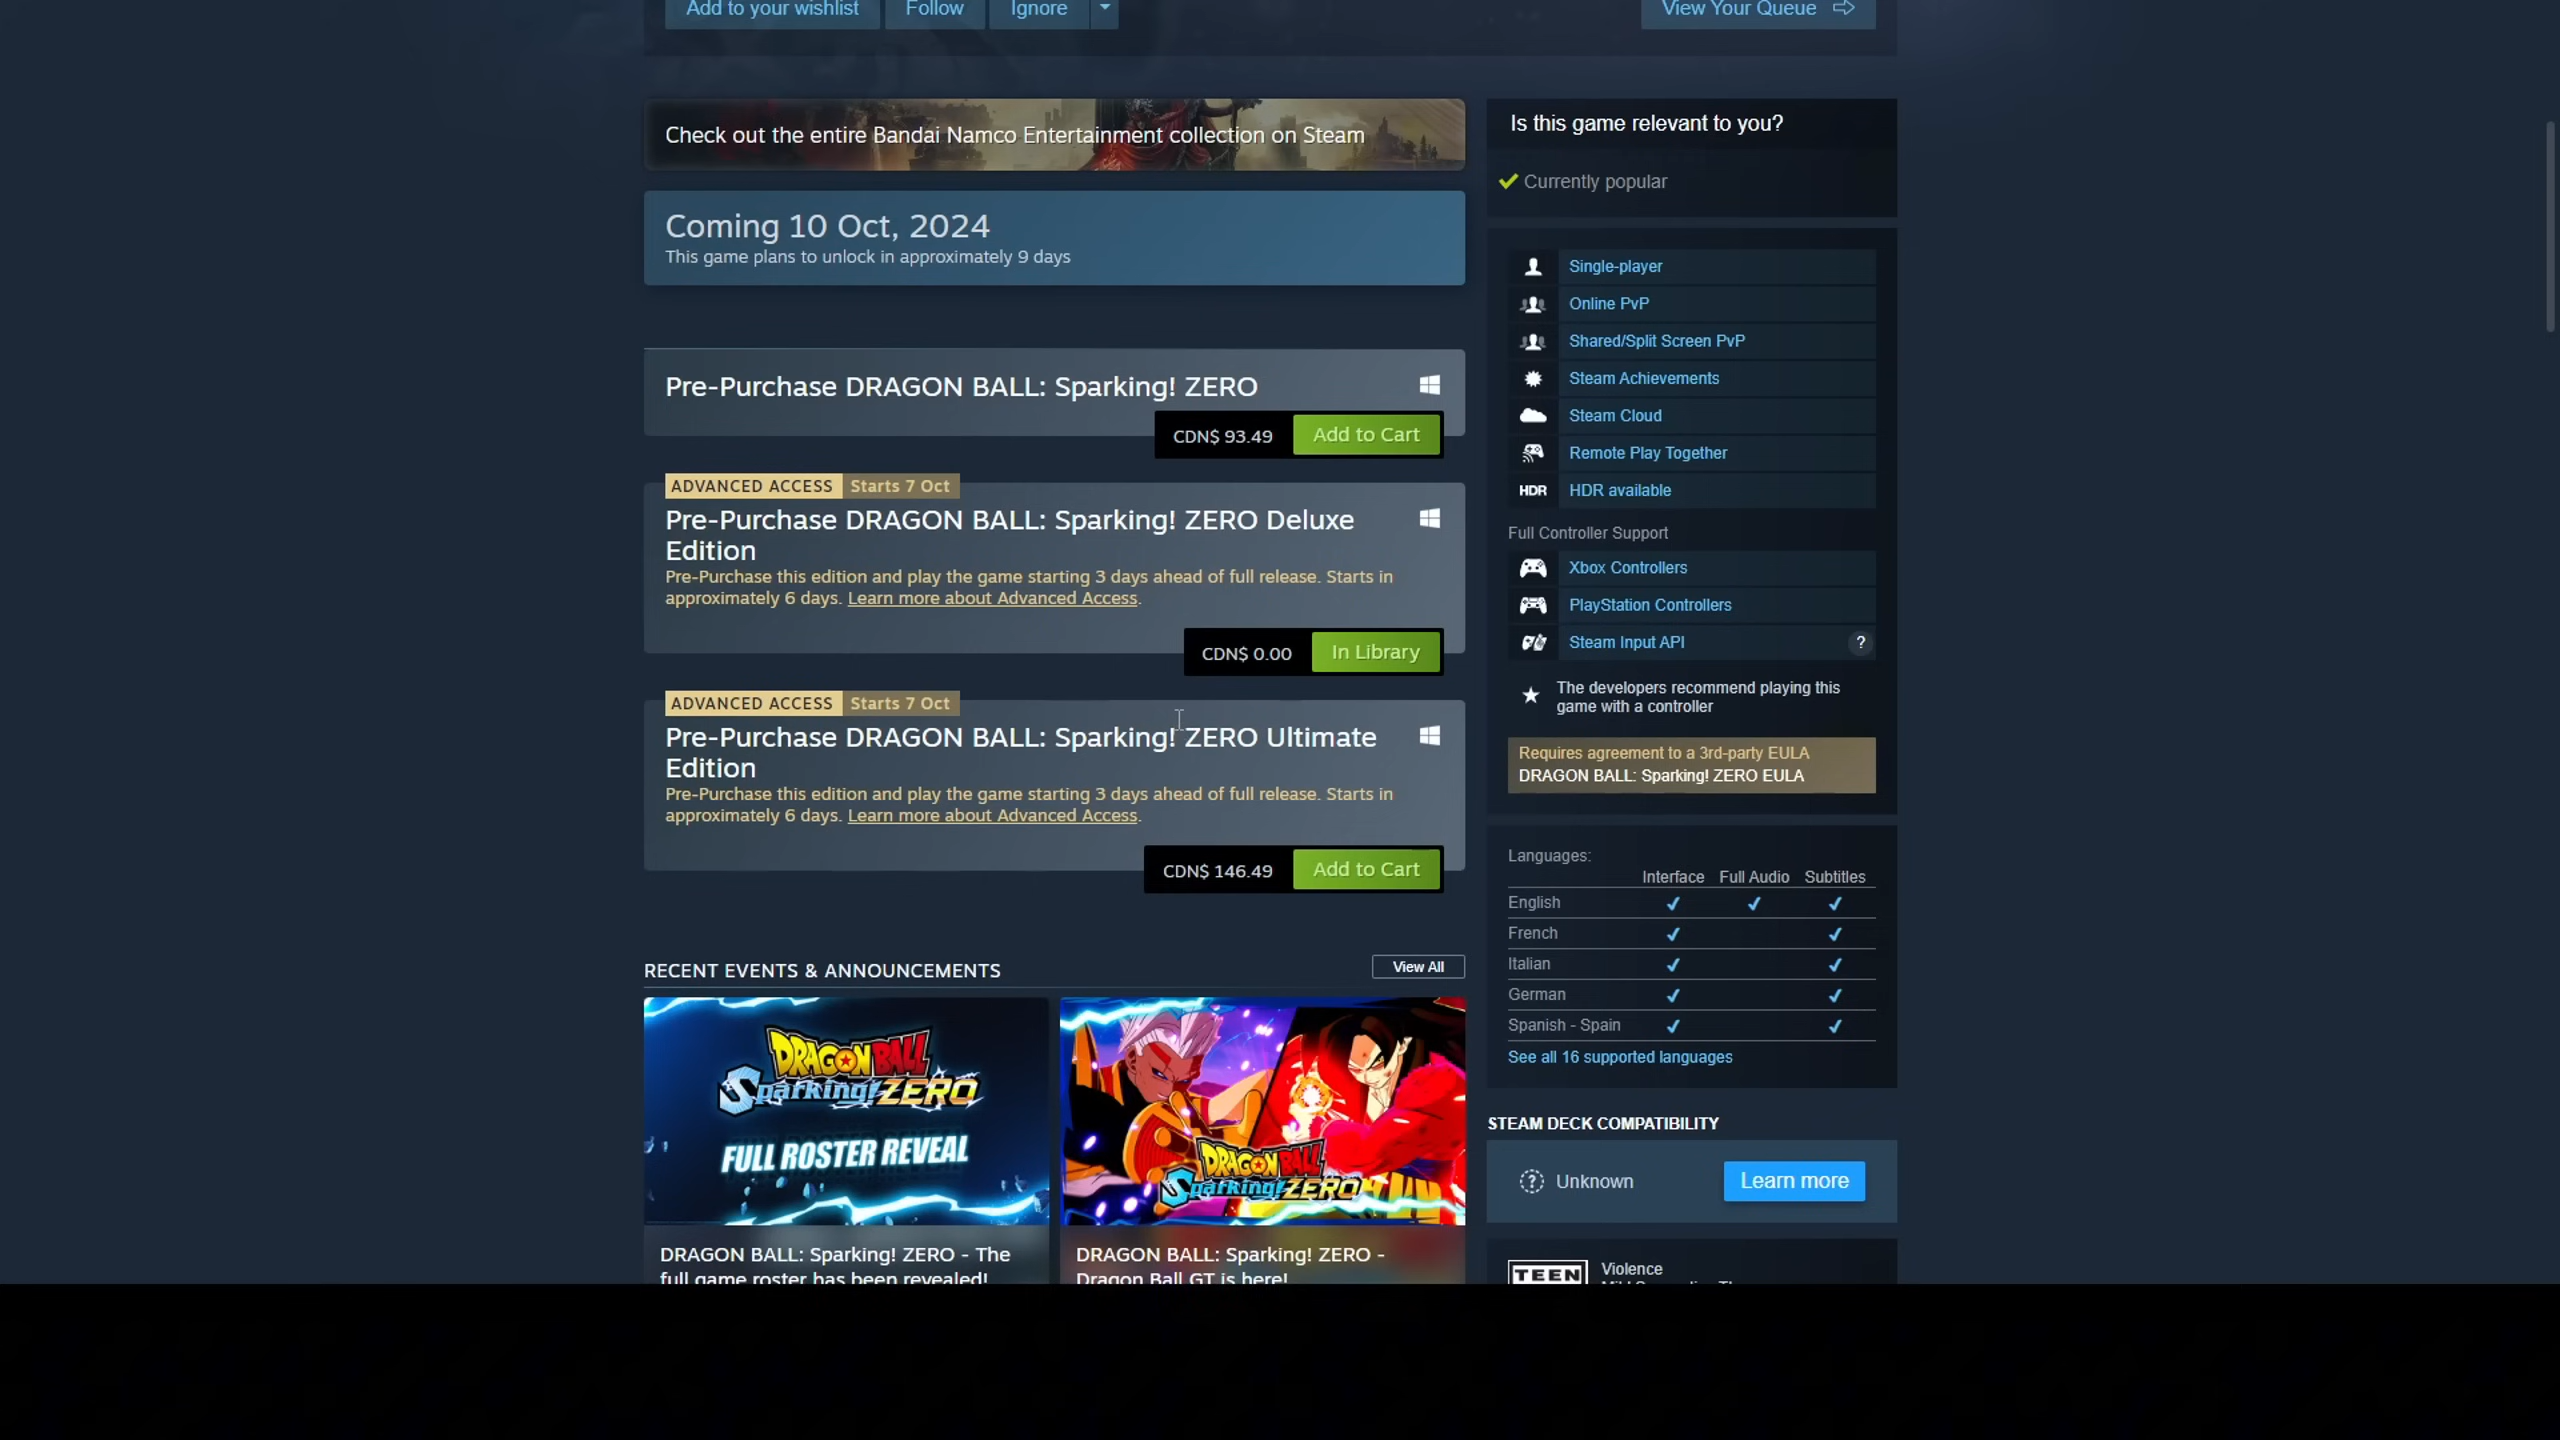 Add to your wishlist
Follow
Ignore
View Your Queue
Check out the entire Bandai Namco Entertainment collection on Steam
Coming 10 Oct, 2024
This game plans to unlock in approximately 9 days
Pre-Purchase DRAGON BALL: Sparking! ZERO
CDN$ 93.49
Add to Cart
ADVANCED ACCESS Starts 7 Oct
Pre-Purchase DRAGON BALL: Sparking! ZERO Deluxe
Edition
Pre-Purchase this edition and play the game starting 3 days ahead of full release. Starts in
approximately 6 days. Learn more about Advanced Access.
CDN$ 0.00
In Library
ADVANCED ACCESS Starts 7 Oct
Pre-Purchase DRAGON BALL: Sparking! ZERO Ultimate
Edition
Pre-Purchase this edition and play the game starting 3 days ahead of full release. Starts in
approximately 6 days. Learn more about Advanced Access.
CDN$ 146.49
Add to Cart
RECENT EVENTS & ANNOUNCEMENTS
View All
DRAGON BALL
Sparking! ZERO
FULL ROSTER REVEAL
DRAGON BALL
Sparking! ZERO
DRAGON BALL: Sparking! ZERO - The
full game roster has been revealed!
DRAGON BALL: Sparking! ZERO -
Dragon Ball GT is here!
Is this game relevant to you?
Currently popular
Single-player
Online PvP
Shared/Split Screen PvP
Steam Achievements
Steam Cloud
Remote Play Together
HDR HDR available
Full Controller Support
Xbox Controllers
PlayStation Controllers
Steam Input API ?
The developers recommend playing this
game with a controller
Requires agreement to a 3rd-party EULA
DRAGON BALL: Sparking! ZERO EULA
Languages:
Interface Full Audio Subtitles
English
French
Italian
German
Spanish - Spain
See all 16 supported languages
STEAM DECK COMPATIBILITY
? Unknown
Learn more
TEEN
Violence